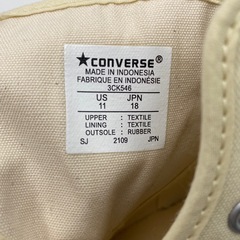 ★CONVERSE®
MADE IN INDONESIA
FABRIQUE EN INDONÉSIE
3CK546
US JPN
11 18
UPPER : TEXTILE
LINING : TEXTILE
OUTSOLE : RUBBER
SJ 2109 JPN